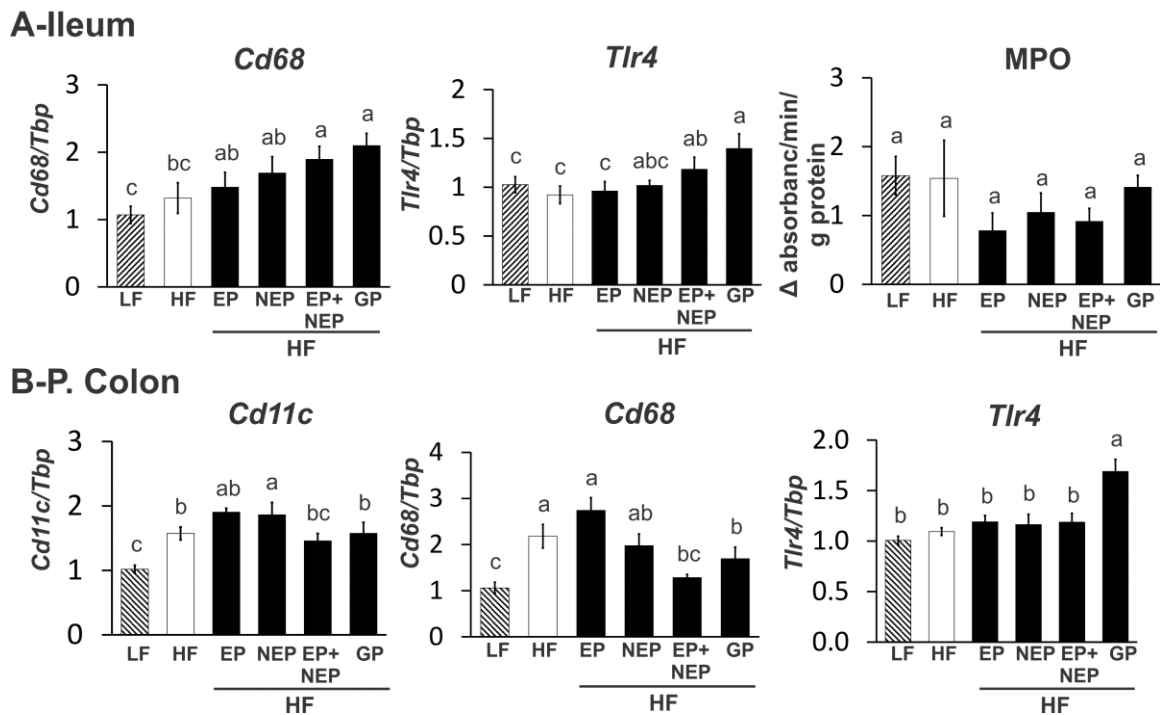 A-Ileum
Cd68
Cd68/Tbp
3
2
1
0
c
bc
ab
ab
a
a
LF
HF
EP
NEP
EP+
NEP
GP
HF
Tlr4
Tlr4/Tbp
2
1.5
1
0.5
0
c
c
c
abc
ab
a
LF
HF
EP
NEP
EP+
NEP
GP
HF
MPO
Δ absorbanc/min/
g protein
3
2
1
0
a
a
a
a
a
a
LF
HF
EP
NEP
EP+
NEP
GP
HF
B-P. Colon
Cd11c
Cd11c/Tbp
3
2
1
0
c
b
ab
a
bc
b
LF
HF
EP
NEP
EP+
NEP
GP
HF
Cd68
Cd68/Tbp
4
3
2
1
0
c
a
a
ab
bc
b
LF
HF
EP
NEP
EP+
NEP
GP
HF
Tlr4
Tlr4/Tbp
2.0
1.5
1.0
0.5
0.0
b
b
b
b
b
a
LF
HF
EP
NEP
EP+
NEP
GP
HF